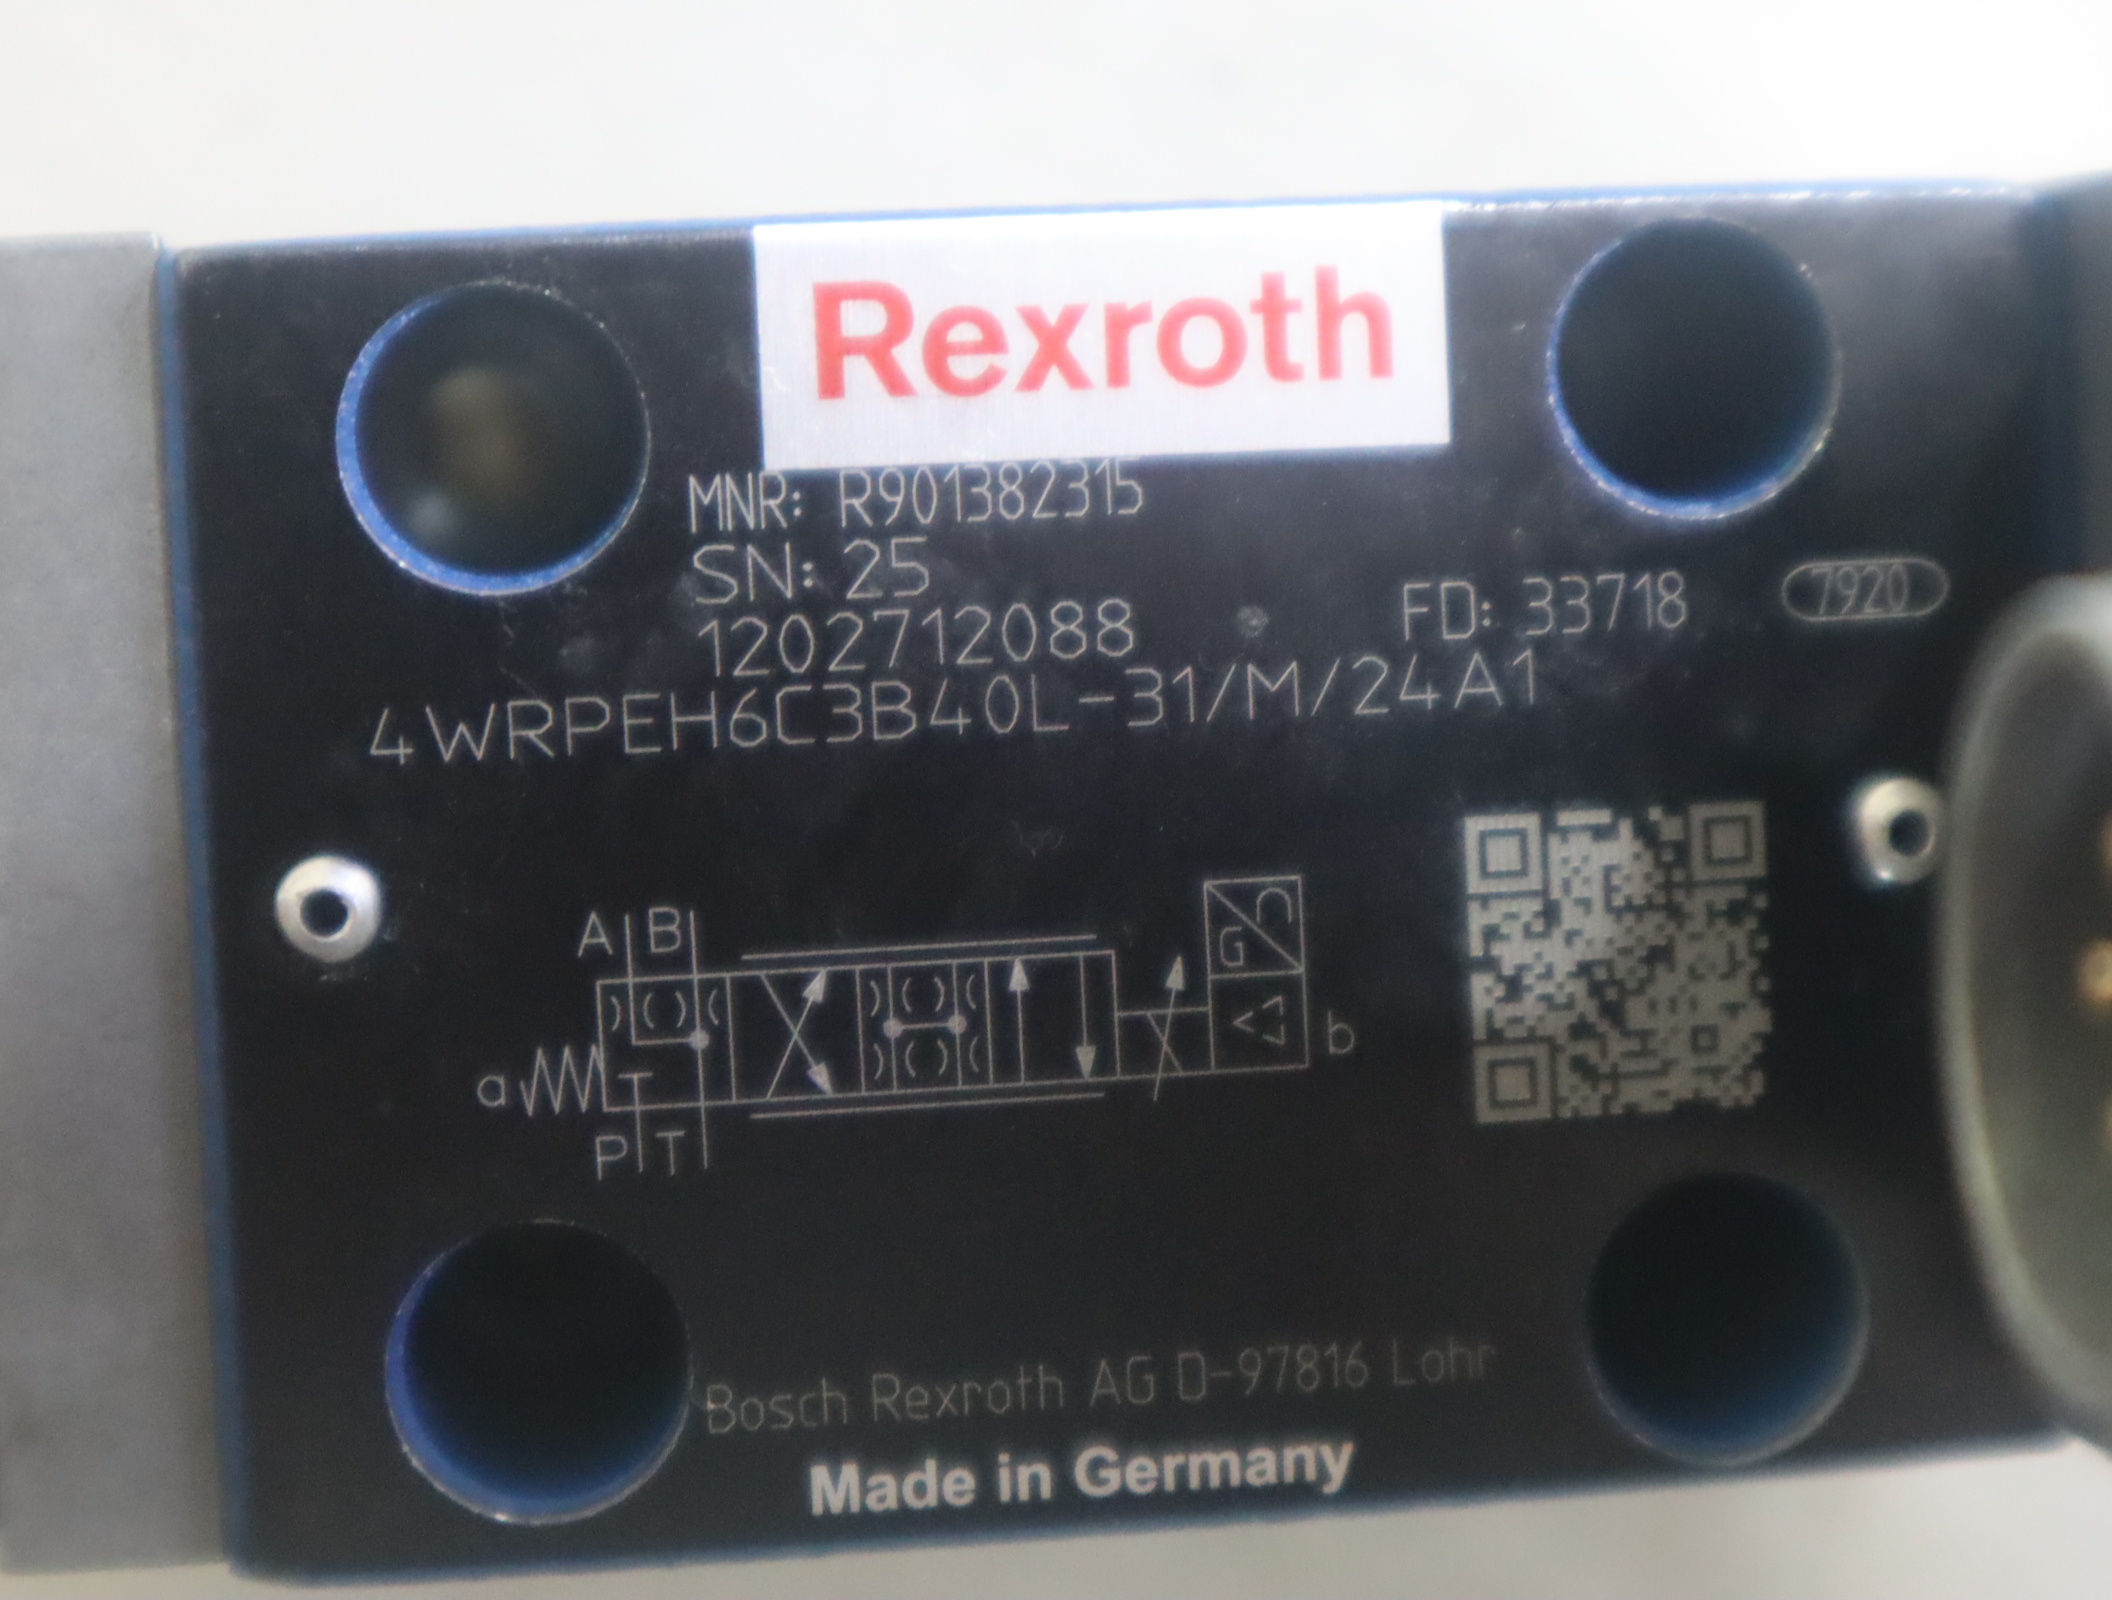 Rexroth
MNR: R901382315
SN: 25
1202712088 FD: 33718 7920
4WRPEH6C3B40L-31/M/24A1
A B
a b
P T
Bosch Rexroth AG D-97816 Lohr
Made in Germany